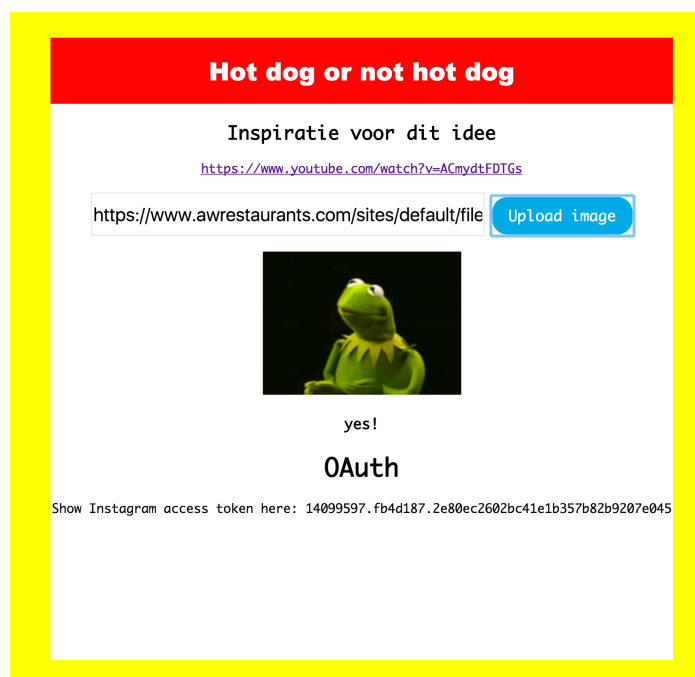 Hot dog or not hot dog
Inspiratie voor dit idee
https://www.youtube.com/watch?v=ACmydtFDTGs
https://www.awrestaurants.com/sites/default/file
Upload image
yes!
OAuth
Show Instagram access token here: 14099597.fb4d187.2e80ec2602bc41e1b357b82b9207e045